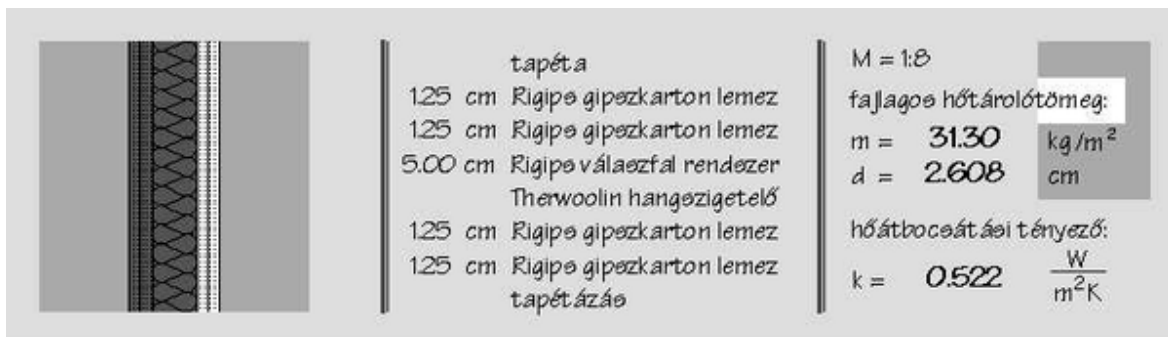 tapéta
1.25 cm Rigips gipszkarton lemez
1.25 cm Rigips gipszkarton lemez
5.00 cm Rigips válaszfal rendszer
Therwoolin hangszigetelő
1.25 cm Rigips gipszkarton lemez
1.25 cm Rigips gipszkarton lemez
tapétázás
M = 1:8
fajlagos hőtárolótömeg:
m = 31.30 kg/m²
d = 2.608 cm
hőátbocsátási tényező:
k = 0.522 W/m²K